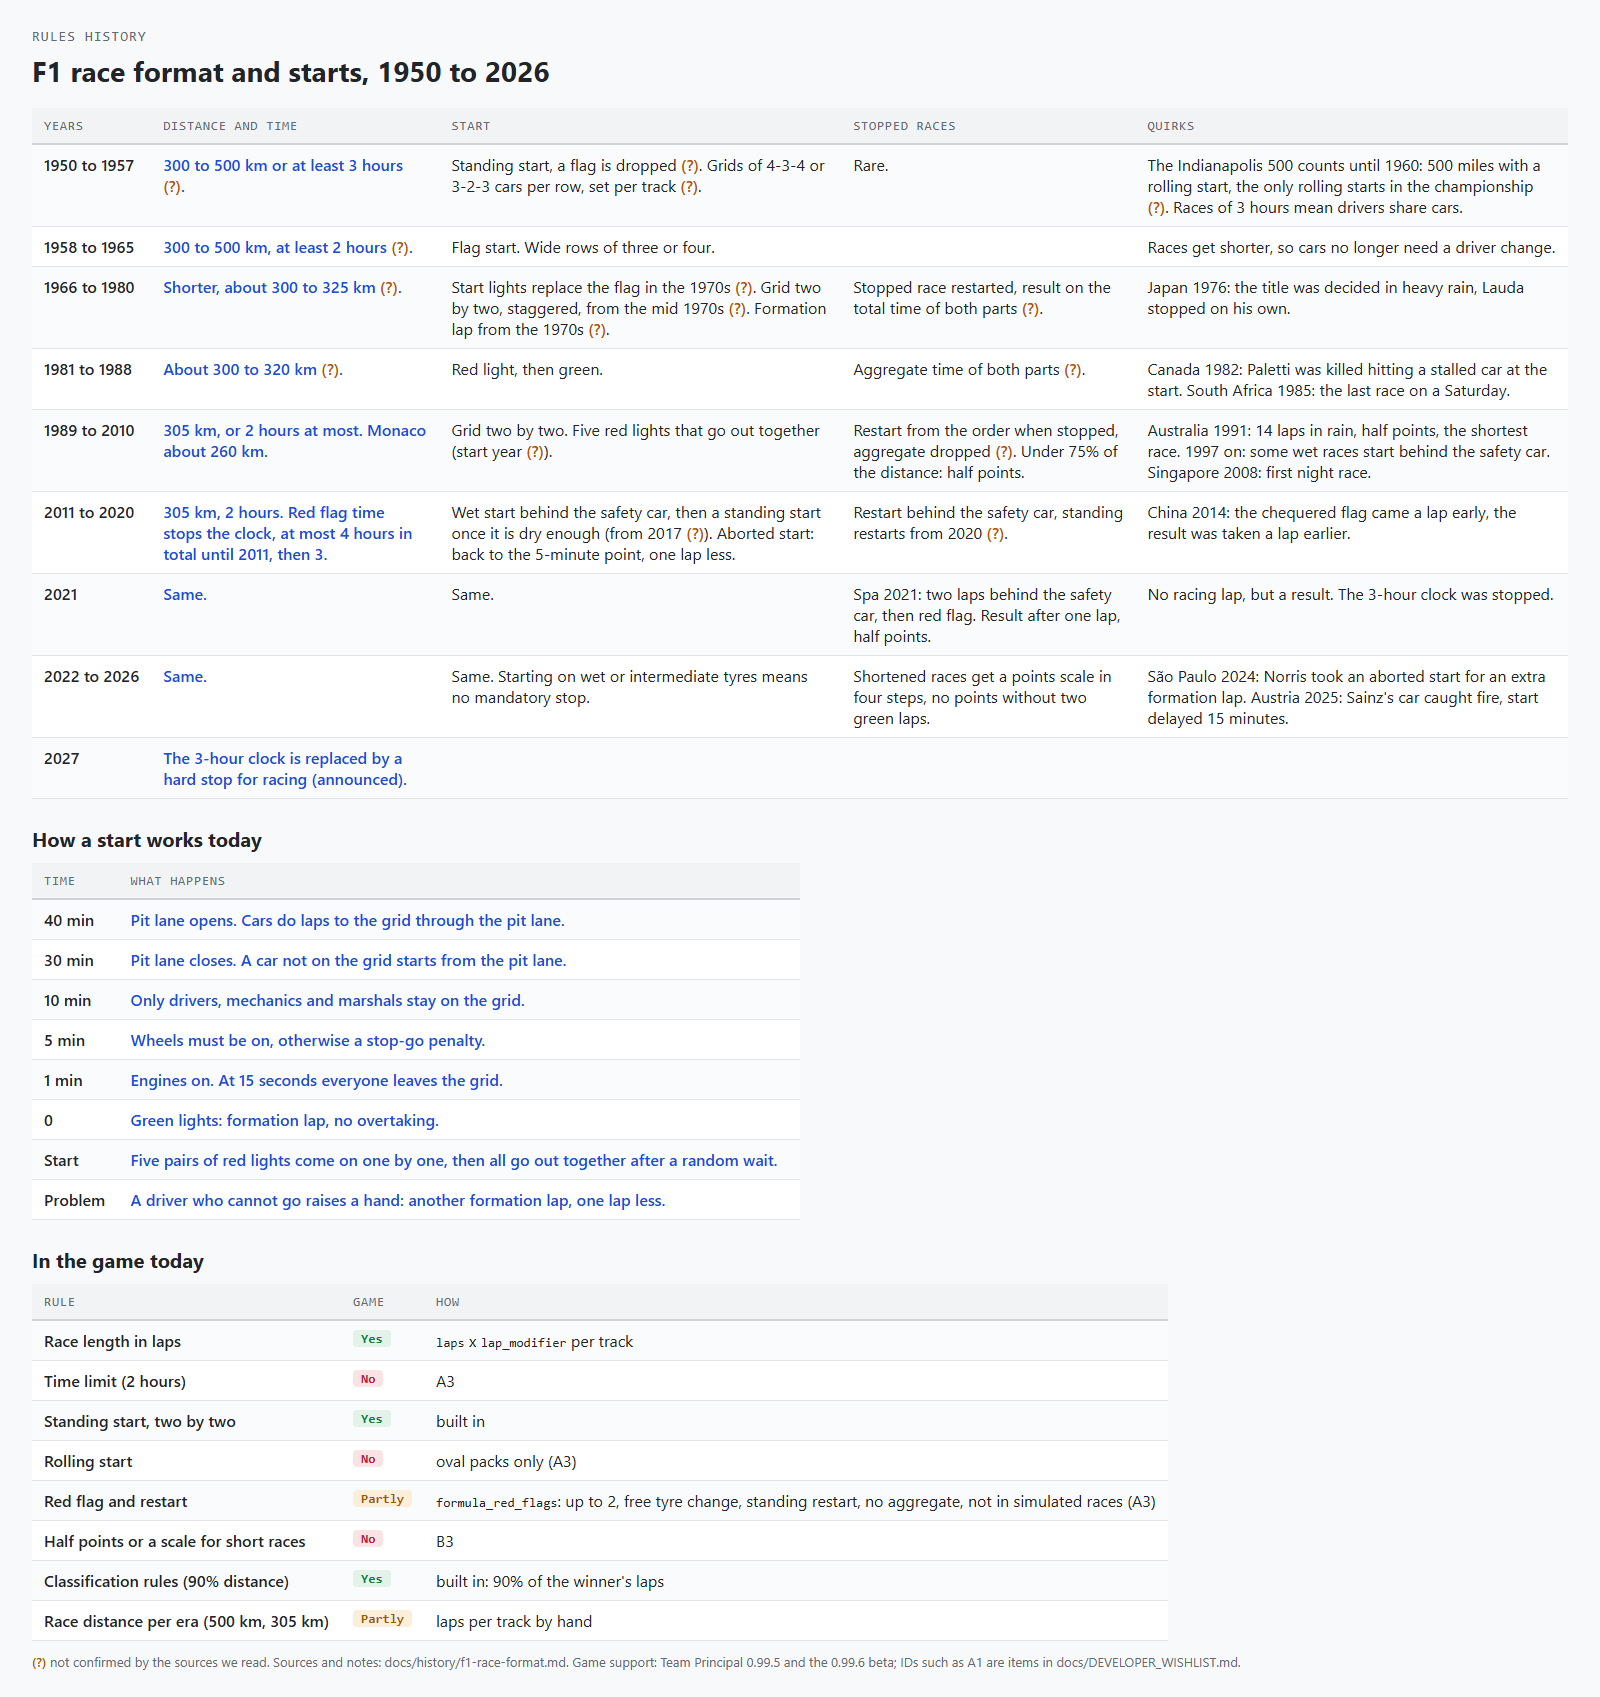 RULES HISTORY
F1 race format and starts, 1950 to 2026
YEARS DISTANCE AND TIME START STOPPED RACES QUIRKS
1950 to 1957
300 to 500 km or at least 3 hours
(?).
Standing start, a flag is dropped (?). Grids of 4-3-4 or
3-2-3 cars per row, set per track (?).
Rare.
The Indianapolis 500 counts until 1960: 500 miles with a
rolling start, the only rolling starts in the championship
(?). Races of 3 hours mean drivers share cars.
1958 to 1965
300 to 500 km, at least 2 hours (?).
Flag start. Wide rows of three or four.
Races get shorter, so cars no longer need a driver change.
1966 to 1980
Shorter, about 300 to 325 km (?).
Start lights replace the flag in the 1970s (?). Grid two
by two, staggered, from the mid 1970s (?). Formation
lap from the 1970s (?).
Stopped race restarted, result on the
total time of both parts (?).
Japan 1976: the title was decided in heavy rain, Lauda
stopped on his own.
1981 to 1988
About 300 to 320 km (?).
Red light, then green.
Aggregate time of both parts (?).
Canada 1982: Paletti was killed hitting a stalled car at the
start. South Africa 1985: the last race on a Saturday.
1989 to 2010
305 km, or 2 hours at most. Monaco
about 260 km.
Grid two by two. Five red lights that go out together
(start year (?)).
Restart from the order when stopped,
aggregate dropped (?). Under 75% of
the distance: half points.
Australia 1991: 14 laps in rain, half points, the shortest
race. 1997 on: some wet races start behind the safety car.
Singapore 2008: first night race.
2011 to 2020
305 km, 2 hours. Red flag time
stops the clock, at most 4 hours in
total until 2011, then 3.
Wet start behind the safety car, then a standing start
once it is dry enough (from 2017 (?)). Aborted start:
back to the 5-minute point, one lap less.
Restart behind the safety car, standing
restarts from 2020 (?).
China 2014: the chequered flag came a lap early, the
result was taken a lap earlier.
2021
Same.
Same.
Spa 2021: two laps behind the safety
car, then red flag. Result after one lap,
half points.
No racing lap, but a result. The 3-hour clock was stopped.
2022 to 2026
Same.
Same. Starting on wet or intermediate tyres means
no mandatory stop.
Shortened races get a points scale in
four steps, no points without two
green laps.
São Paulo 2024: Norris took an aborted start for an extra
formation lap. Austria 2025: Sainz's car caught fire, start
delayed 15 minutes.
2027
The 3-hour clock is replaced by a
hard stop for racing (announced).
How a start works today
TIME WHAT HAPPENS
40 min Pit lane opens. Cars do laps to the grid through the pit lane.
30 min Pit lane closes. A car not on the grid starts from the pit lane.
10 min Only drivers, mechanics and marshals stay on the grid.
5 min Wheels must be on, otherwise a stop-go penalty.
1 min Engines on. At 15 seconds everyone leaves the grid.
0 Green lights: formation lap, no overtaking.
Start Five pairs of red lights come on one by one, then all go out together after a random wait.
Problem A driver who cannot go raises a hand: another formation lap, one lap less.
In the game today
RULE GAME HOW
Race length in laps Yes laps x lap_modifier per track
Time limit (2 hours) No A3
Standing start, two by two Yes built in
Rolling start No oval packs only (A3)
Red flag and restart Partly formula_red_flags: up to 2, free tyre change, standing restart, no aggregate, not in simulated races (A3)
Half points or a scale for short races No B3
Classification rules (90% distance) Yes built in: 90% of the winner's laps
Race distance per era (500 km, 305 km) Partly laps per track by hand
(?) not confirmed by the sources we read. Sources and notes: docs/history/f1-race-format.md. Game support: Team Principal 0.99.5 and the 0.99.6 beta; IDs such as A1 are items in docs/DEVELOPER_WISHLIST.md.